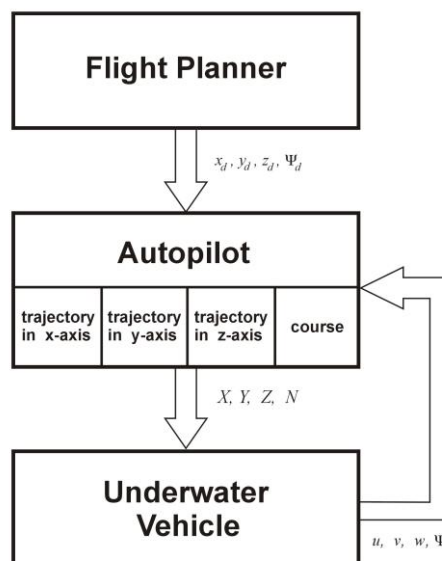 Flight Planner
x_d, y_d, z_d, Ψ_d
Autopilot
trajectory in x-axis
trajectory in y-axis
trajectory in z-axis
course
X, Y, Z, N
Underwater
Vehicle
u, v, w, Ψ